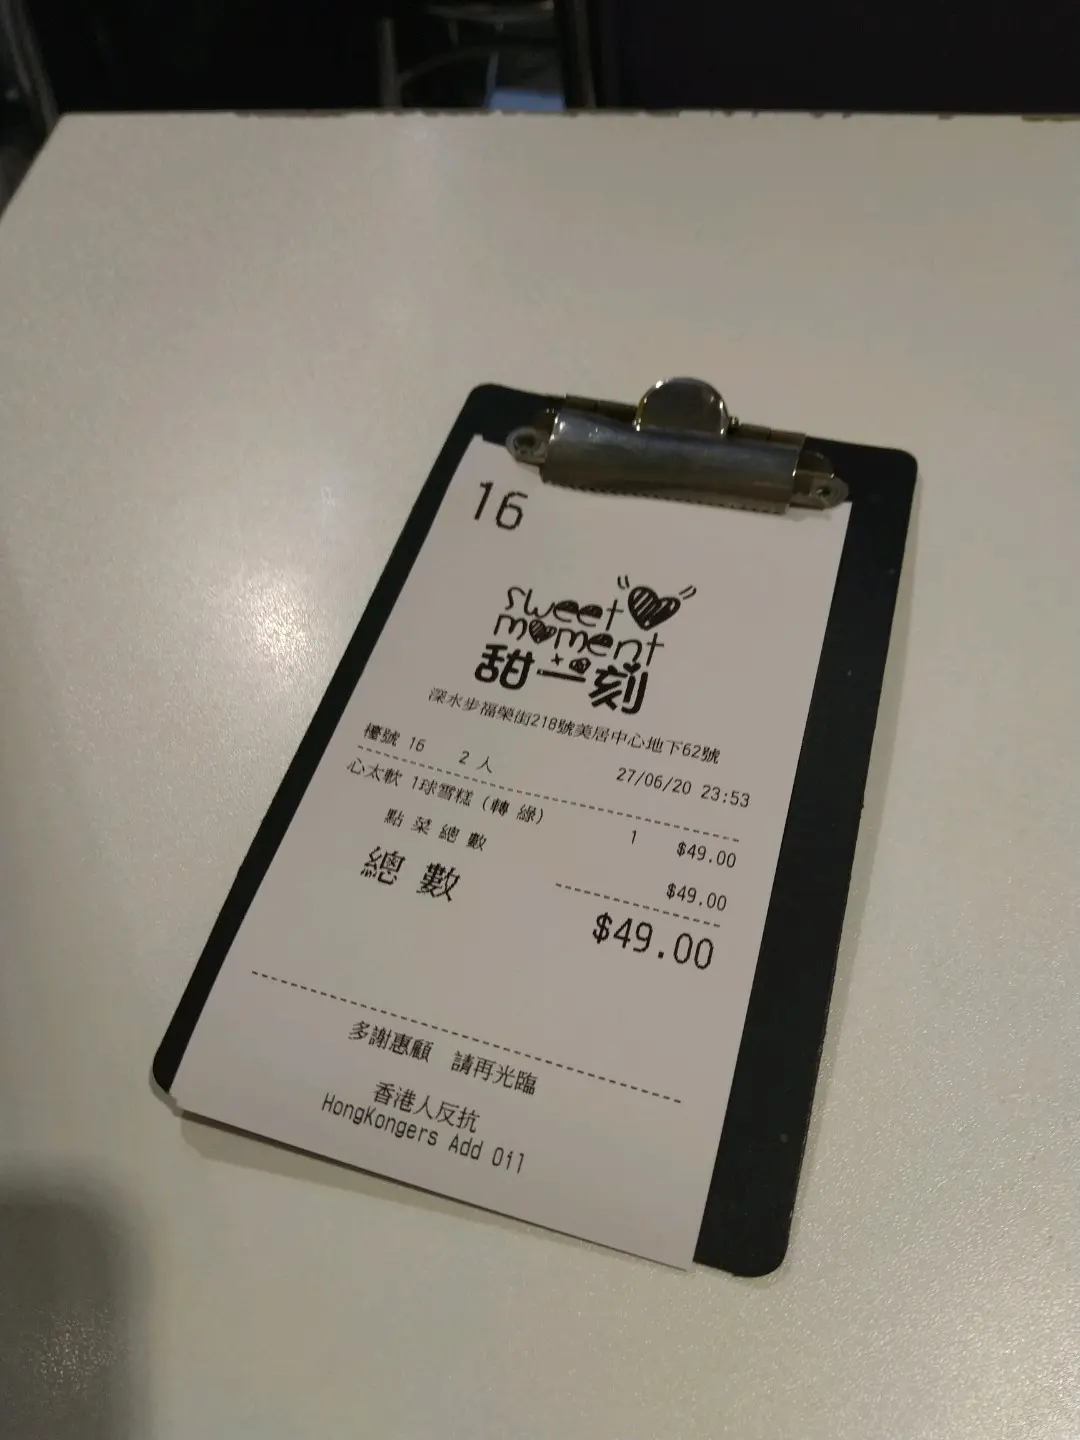 16
sweet
moment
甜一刻
深水步福榮街218號美居中心地下62號
檯號 16 2 人 27/06/20 23:53
心太軟 1球雪糕 (轉 綠) 1 $49.00
點 菜 總 數 $49.00
總 數 $49.00
多謝惠顧 請再光臨
香港人反抗
HongKongers Add Oil